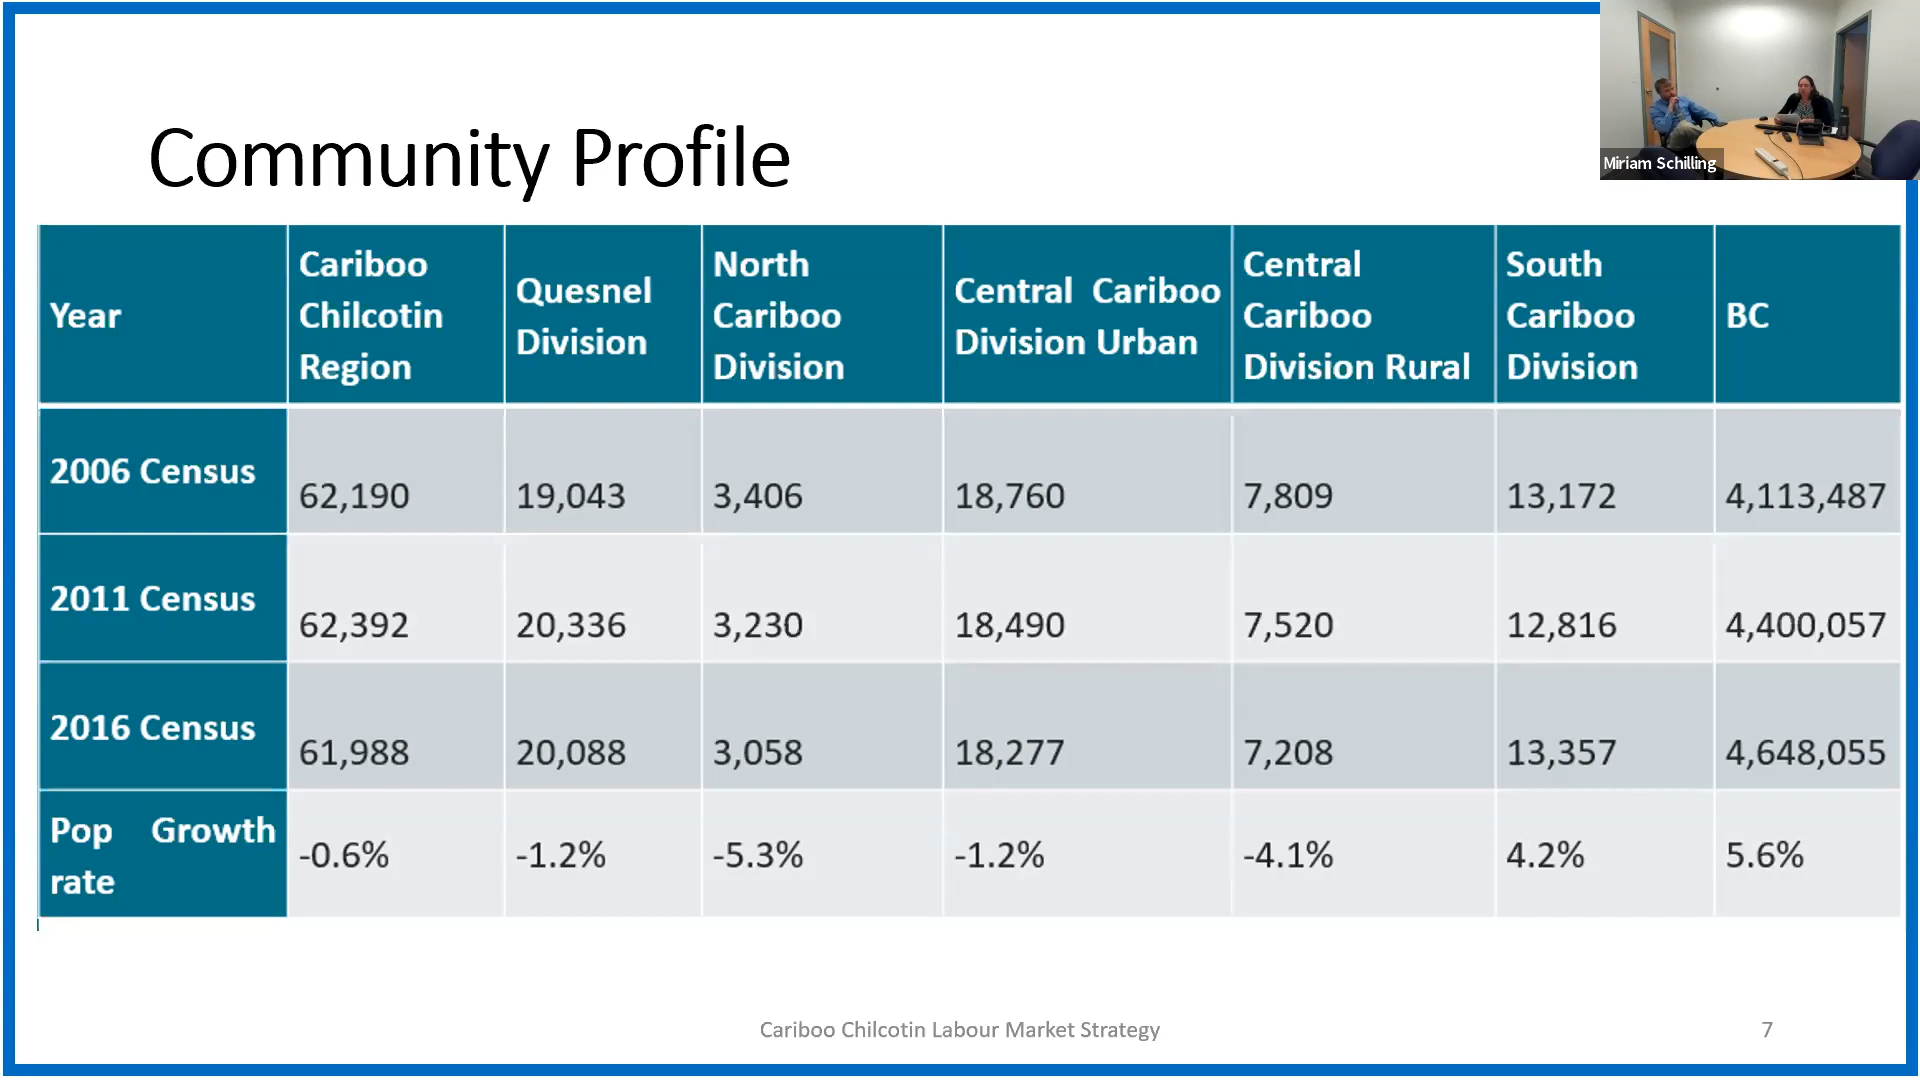 Miriam Schilling
Community Profile
Year
Cariboo
Chilcotin
Region
Quesnel
Division
North
Cariboo
Division
Central Cariboo
Division Urban
Central
Cariboo
Division Rural
South
Cariboo
Division
BC
2006 Census
62,190
19,043
3,406
18,760
7,809
13,172
4,113,487
2011 Census
62,392
20,336
3,230
18,490
7,520
12,816
4,400,057
2016 Census
61,988
20,088
3,058
18,277
7,208
13,357
4,648,055
Pop Growth
rate
-0.6%
-1.2%
-5.3%
-1.2%
-4.1%
4.2%
5.6%
Cariboo Chilcotin Labour Market Strategy
7